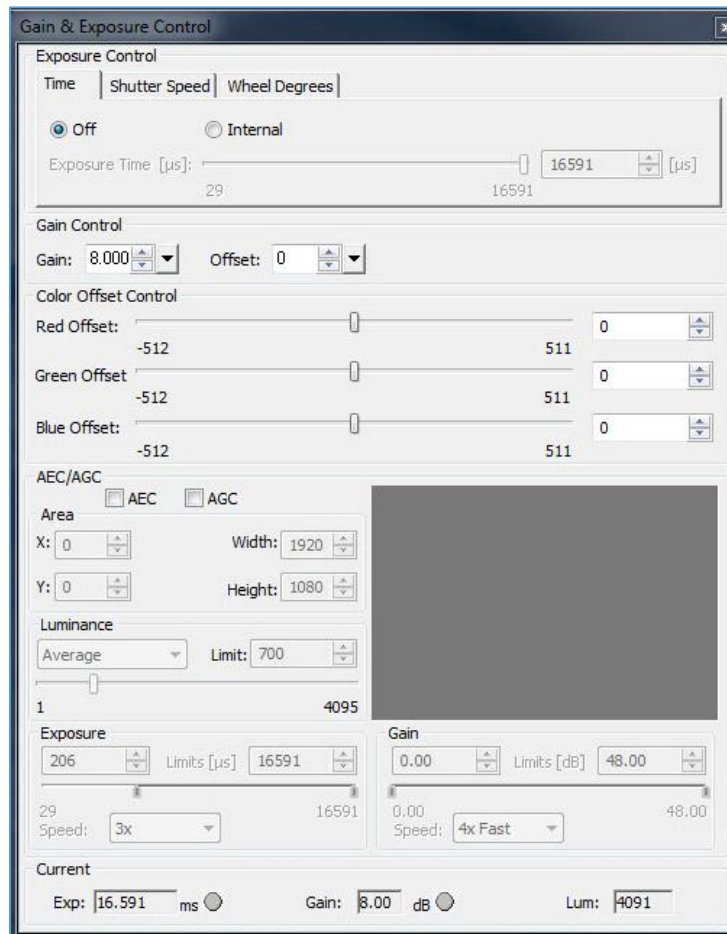 Gain & Exposure Control
Exposure Control
Time Shutter Speed Wheel Degrees
Off Internal
Exposure Time [µs]: 16591 [µs]
29 16591
Gain Control
Gain: 8.000 Offset: 0
Color Offset Control
Red Offset: 0
-512 511
Green Offset 0
-512 511
Blue Offset: 0
-512 511
AEC/AGC
AEC AGC
Area
X: 0 Width: 1920
Y: 0 Height: 1080
Luminance
Average Limit: 700
1 4095
Exposure
206 Limits [µs] 16591
29 16591
Speed: 3x
Gain
0.00 Limits [dB] 48.00
0.00 48.00
Speed: 4x Fast
Current
Exp: 16.591 ms Gain: 8.00 dB Lum: 4091